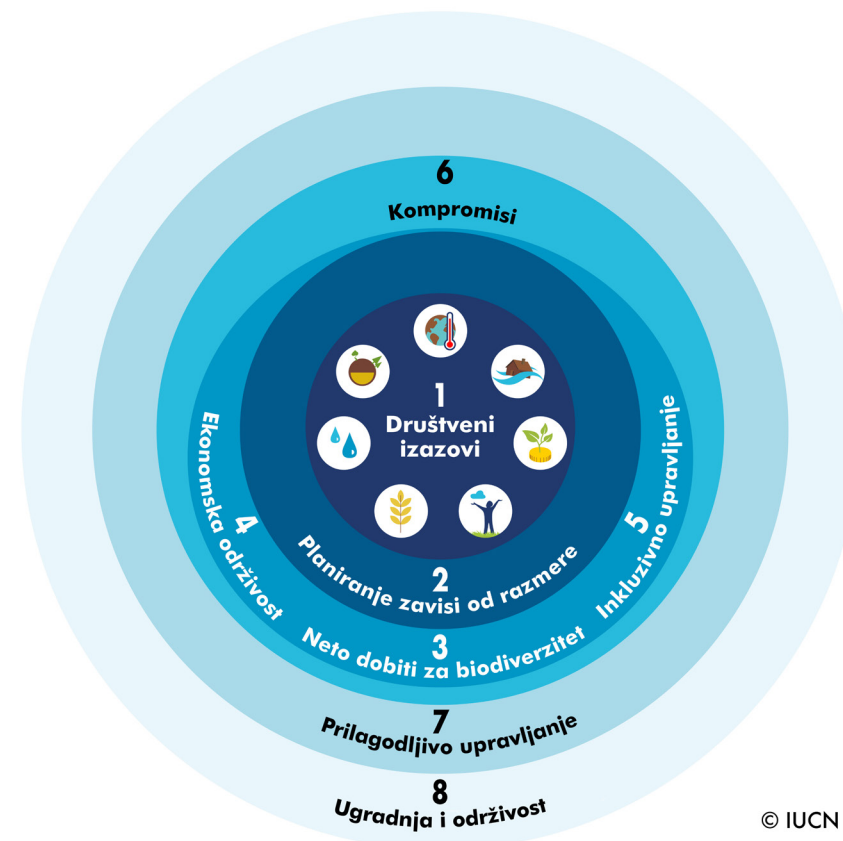 6
Kompromisi
1
Društveni
izazovi
Ekonomska održivost
4
5
Inkluzivno upravljanje
Planiranje zavisi od razmere
2
3
Neto dobiti za biodiverzitet
7
Prilagodljivo upravljanje
8
Ugradnja i održivost
© IUCN